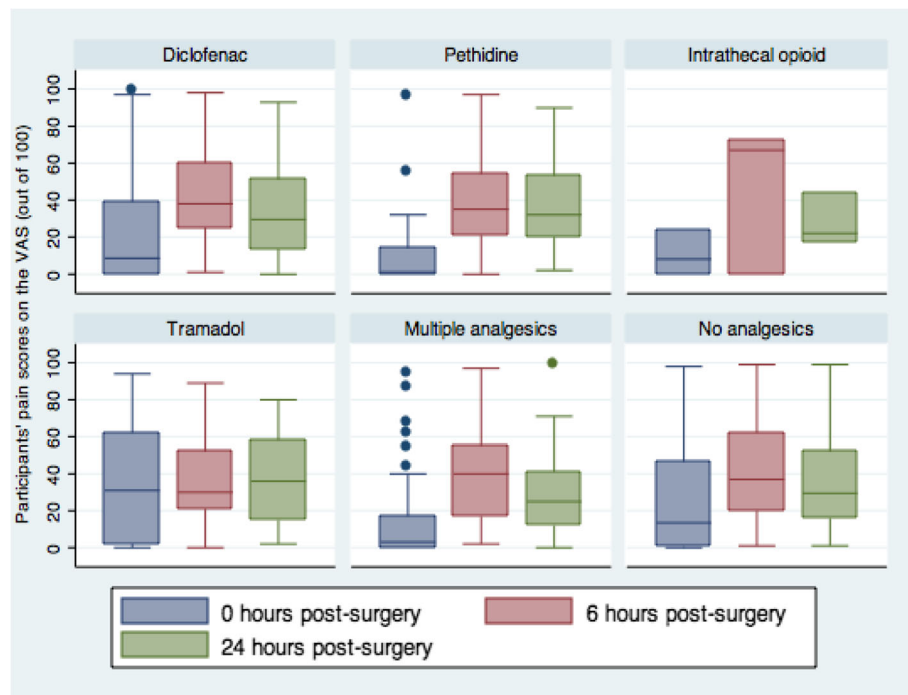 Diclofenac
Pethidine
Intrathecal opioid
Participants' pain scores on the VAS (out of 100)
100
80
60
40
20
0
Tramadol
Multiple analgesics
No analgesics
100
80
60
40
20
0
0 hours post-surgery
6 hours post-surgery
24 hours post-surgery